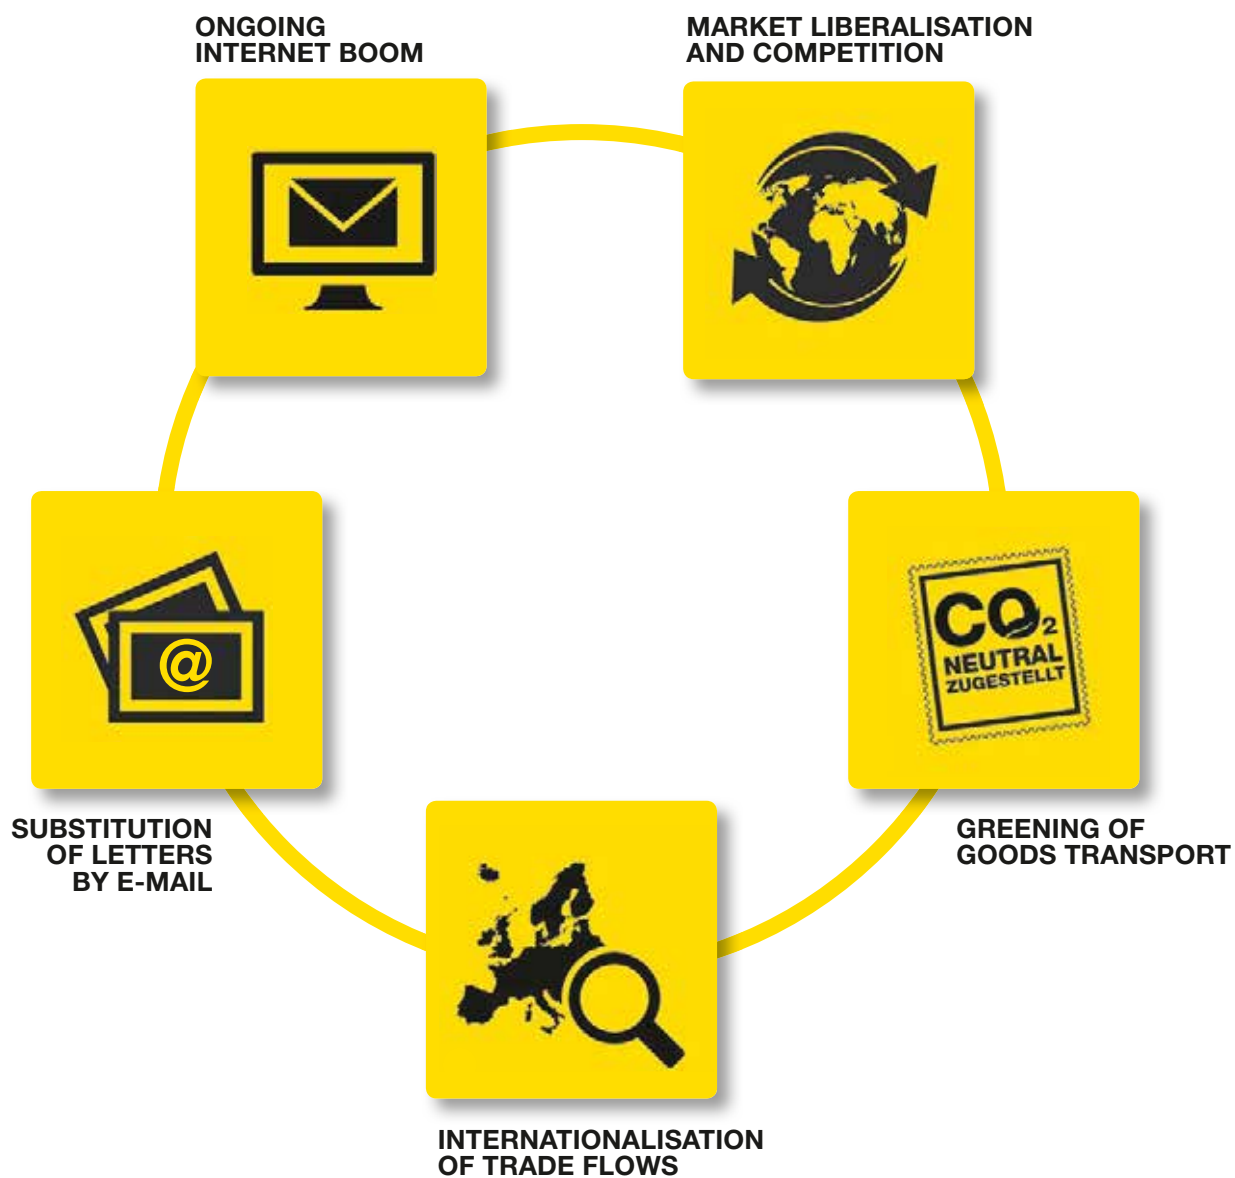 ONGOING
INTERNET BOOM
MARKET LIBERALISATION
AND COMPETITION
@
CO2
NEUTRAL
ZUGESTELLT
SUBSTITUTION
OF LETTERS
BY E-MAIL
GREENING OF
GOODS TRANSPORT
INTERNATIONALISATION
OF TRADE FLOWS